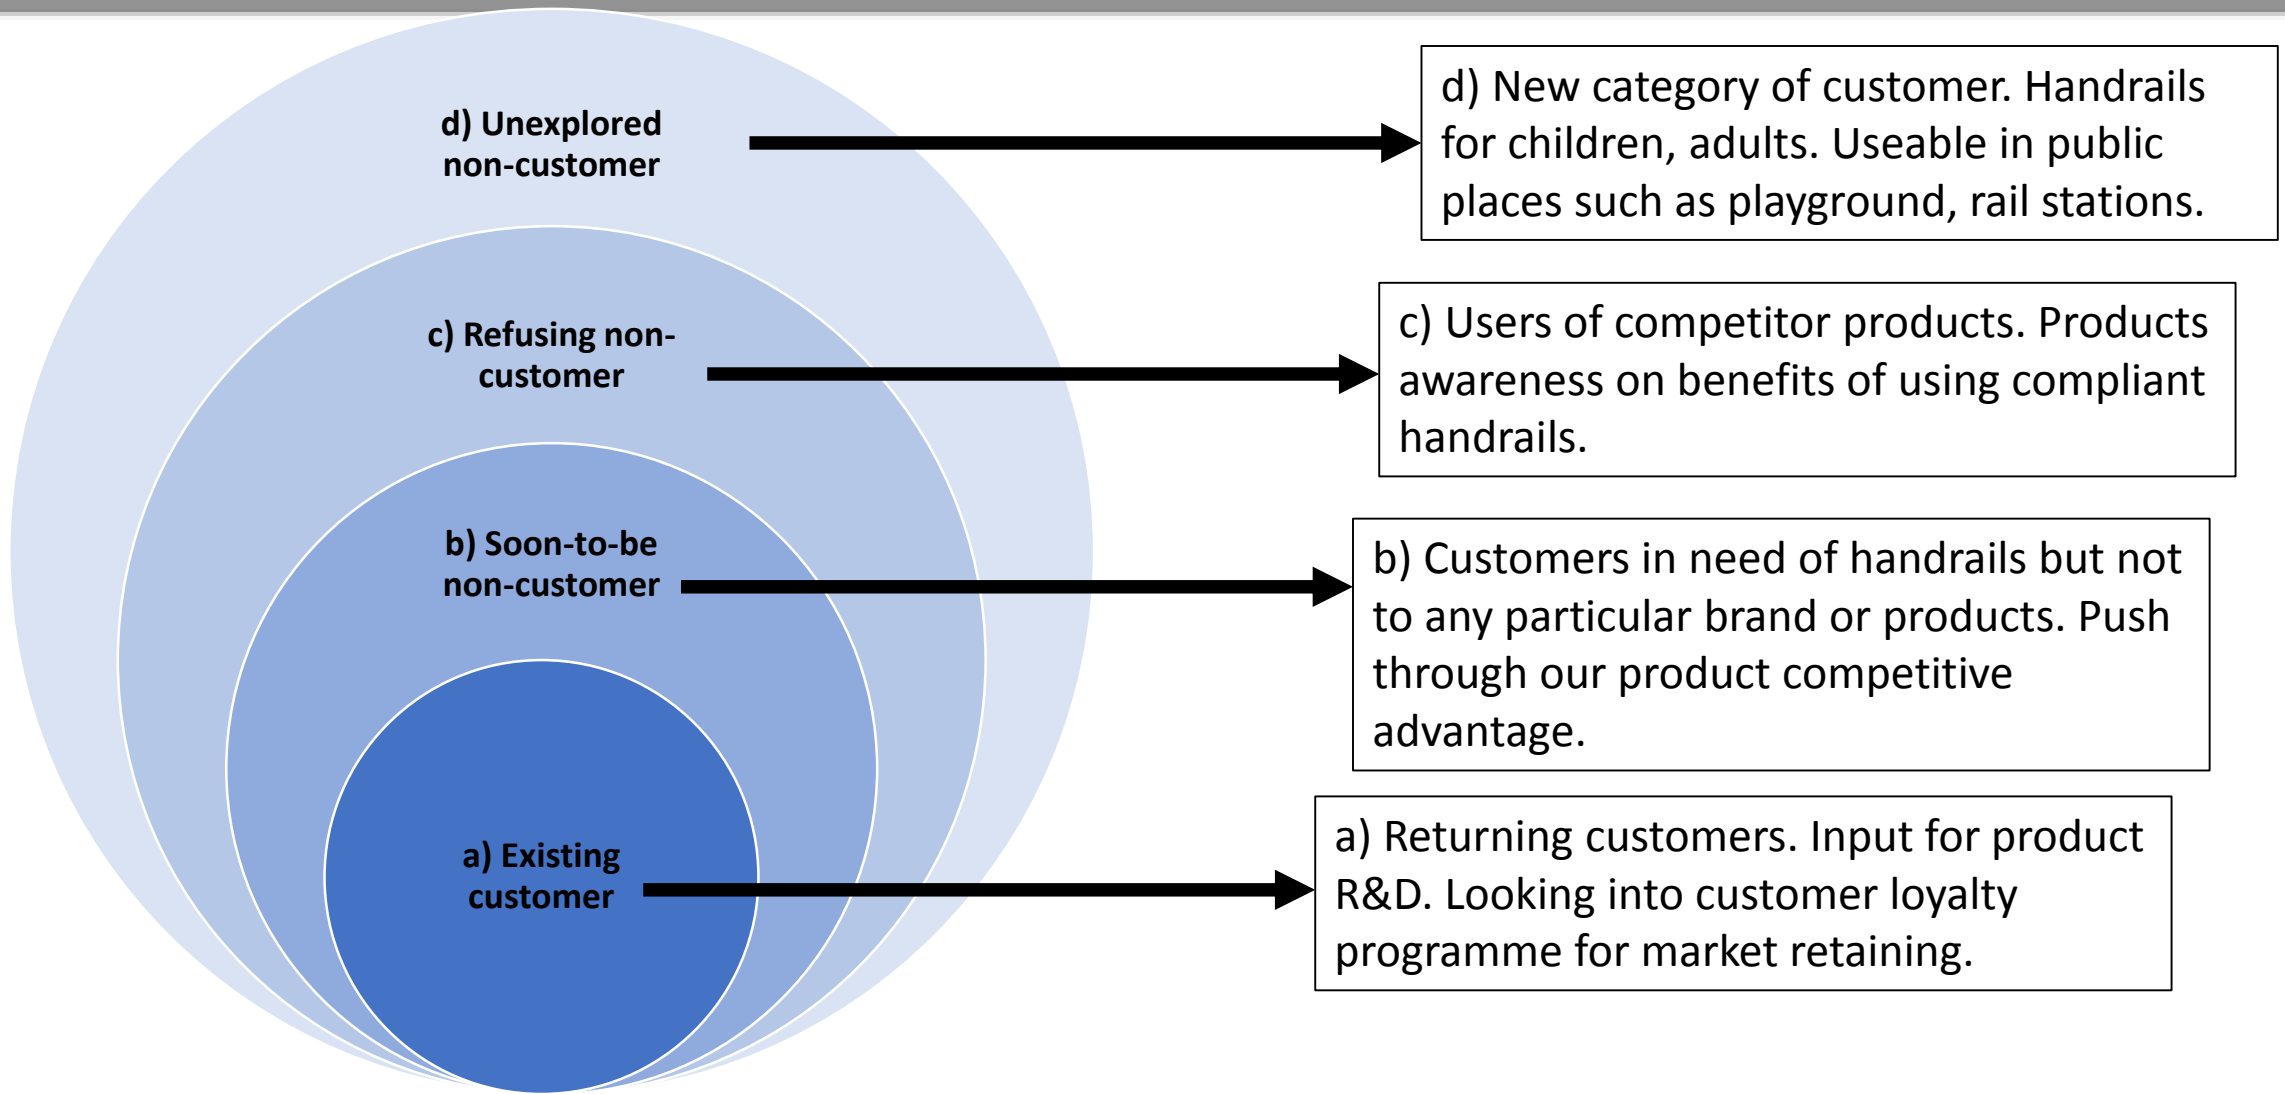 d) Unexplored
non-customer
d) New category of customer. Handrails
for children, adults. Useable in public
places such as playground, rail stations.
c) Refusing non-
customer
c) Users of competitor products. Products
awareness on benefits of using compliant
handrails.
b) Soon-to-be
non-customer
b) Customers in need of handrails but not
to any particular brand or products. Push
through our product competitive
advantage.
a) Existing
customer
a) Returning customers. Input for product
R&D. Looking into customer loyalty
programme for market retaining.